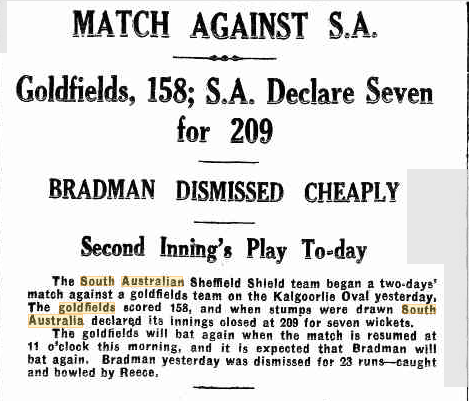 MATCH AGAINST S.A.
Goldfields, 158; S.A. Declare Seven
for 209
BRADMAN DISMISSED CHEAPLY
Second Inning's Play To-day
The South Australian Sheffield Shield team began a two-days'
match against a goldfields team on the Kalgoorlie Oval yesterday.
The goldfields scored 158, and when stumps were drawn South
Australia declared its innings closed at 209 for seven wickets.
The goldfields will bat again when the match is resumed at
11 o'clock this morning, and it is expected that Bradman will
bat again. Bradman yesterday was dismissed for 23 runs—caught
and bowled by Reece.